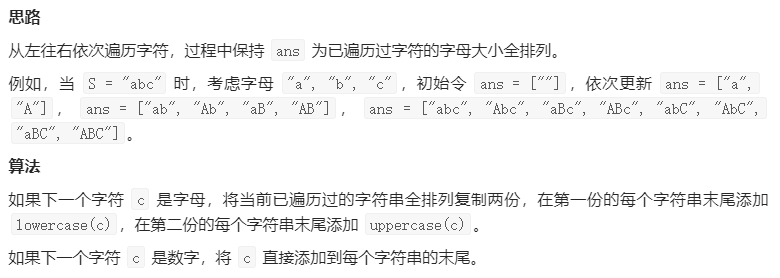 思路
从左往右依次遍历字符，过程中保持 ans 为已遍历过字符的字母大小全排列。
例如，当 S = "abc" 时，考虑字母 "a", "b", "c"，初始令 ans = [""]，依次更新 ans = ["a",
"A"]， ans = ["ab", "Ab", "aB", "AB"]， ans = ["abc", "Abc", "aBc", "ABc", "abC", "AbC",
"aBC", "ABC"]。
算法
如果下一个字符 c 是字母，将当前已遍历过的字符串全排列复制两份，在第一份的每个字符串末尾添加
lowercase(c)，在第二份的每个字符串末尾添加 uppercase(c)。
如果下一个字符 c 是数字，将 c 直接添加到每个字符串的末尾。